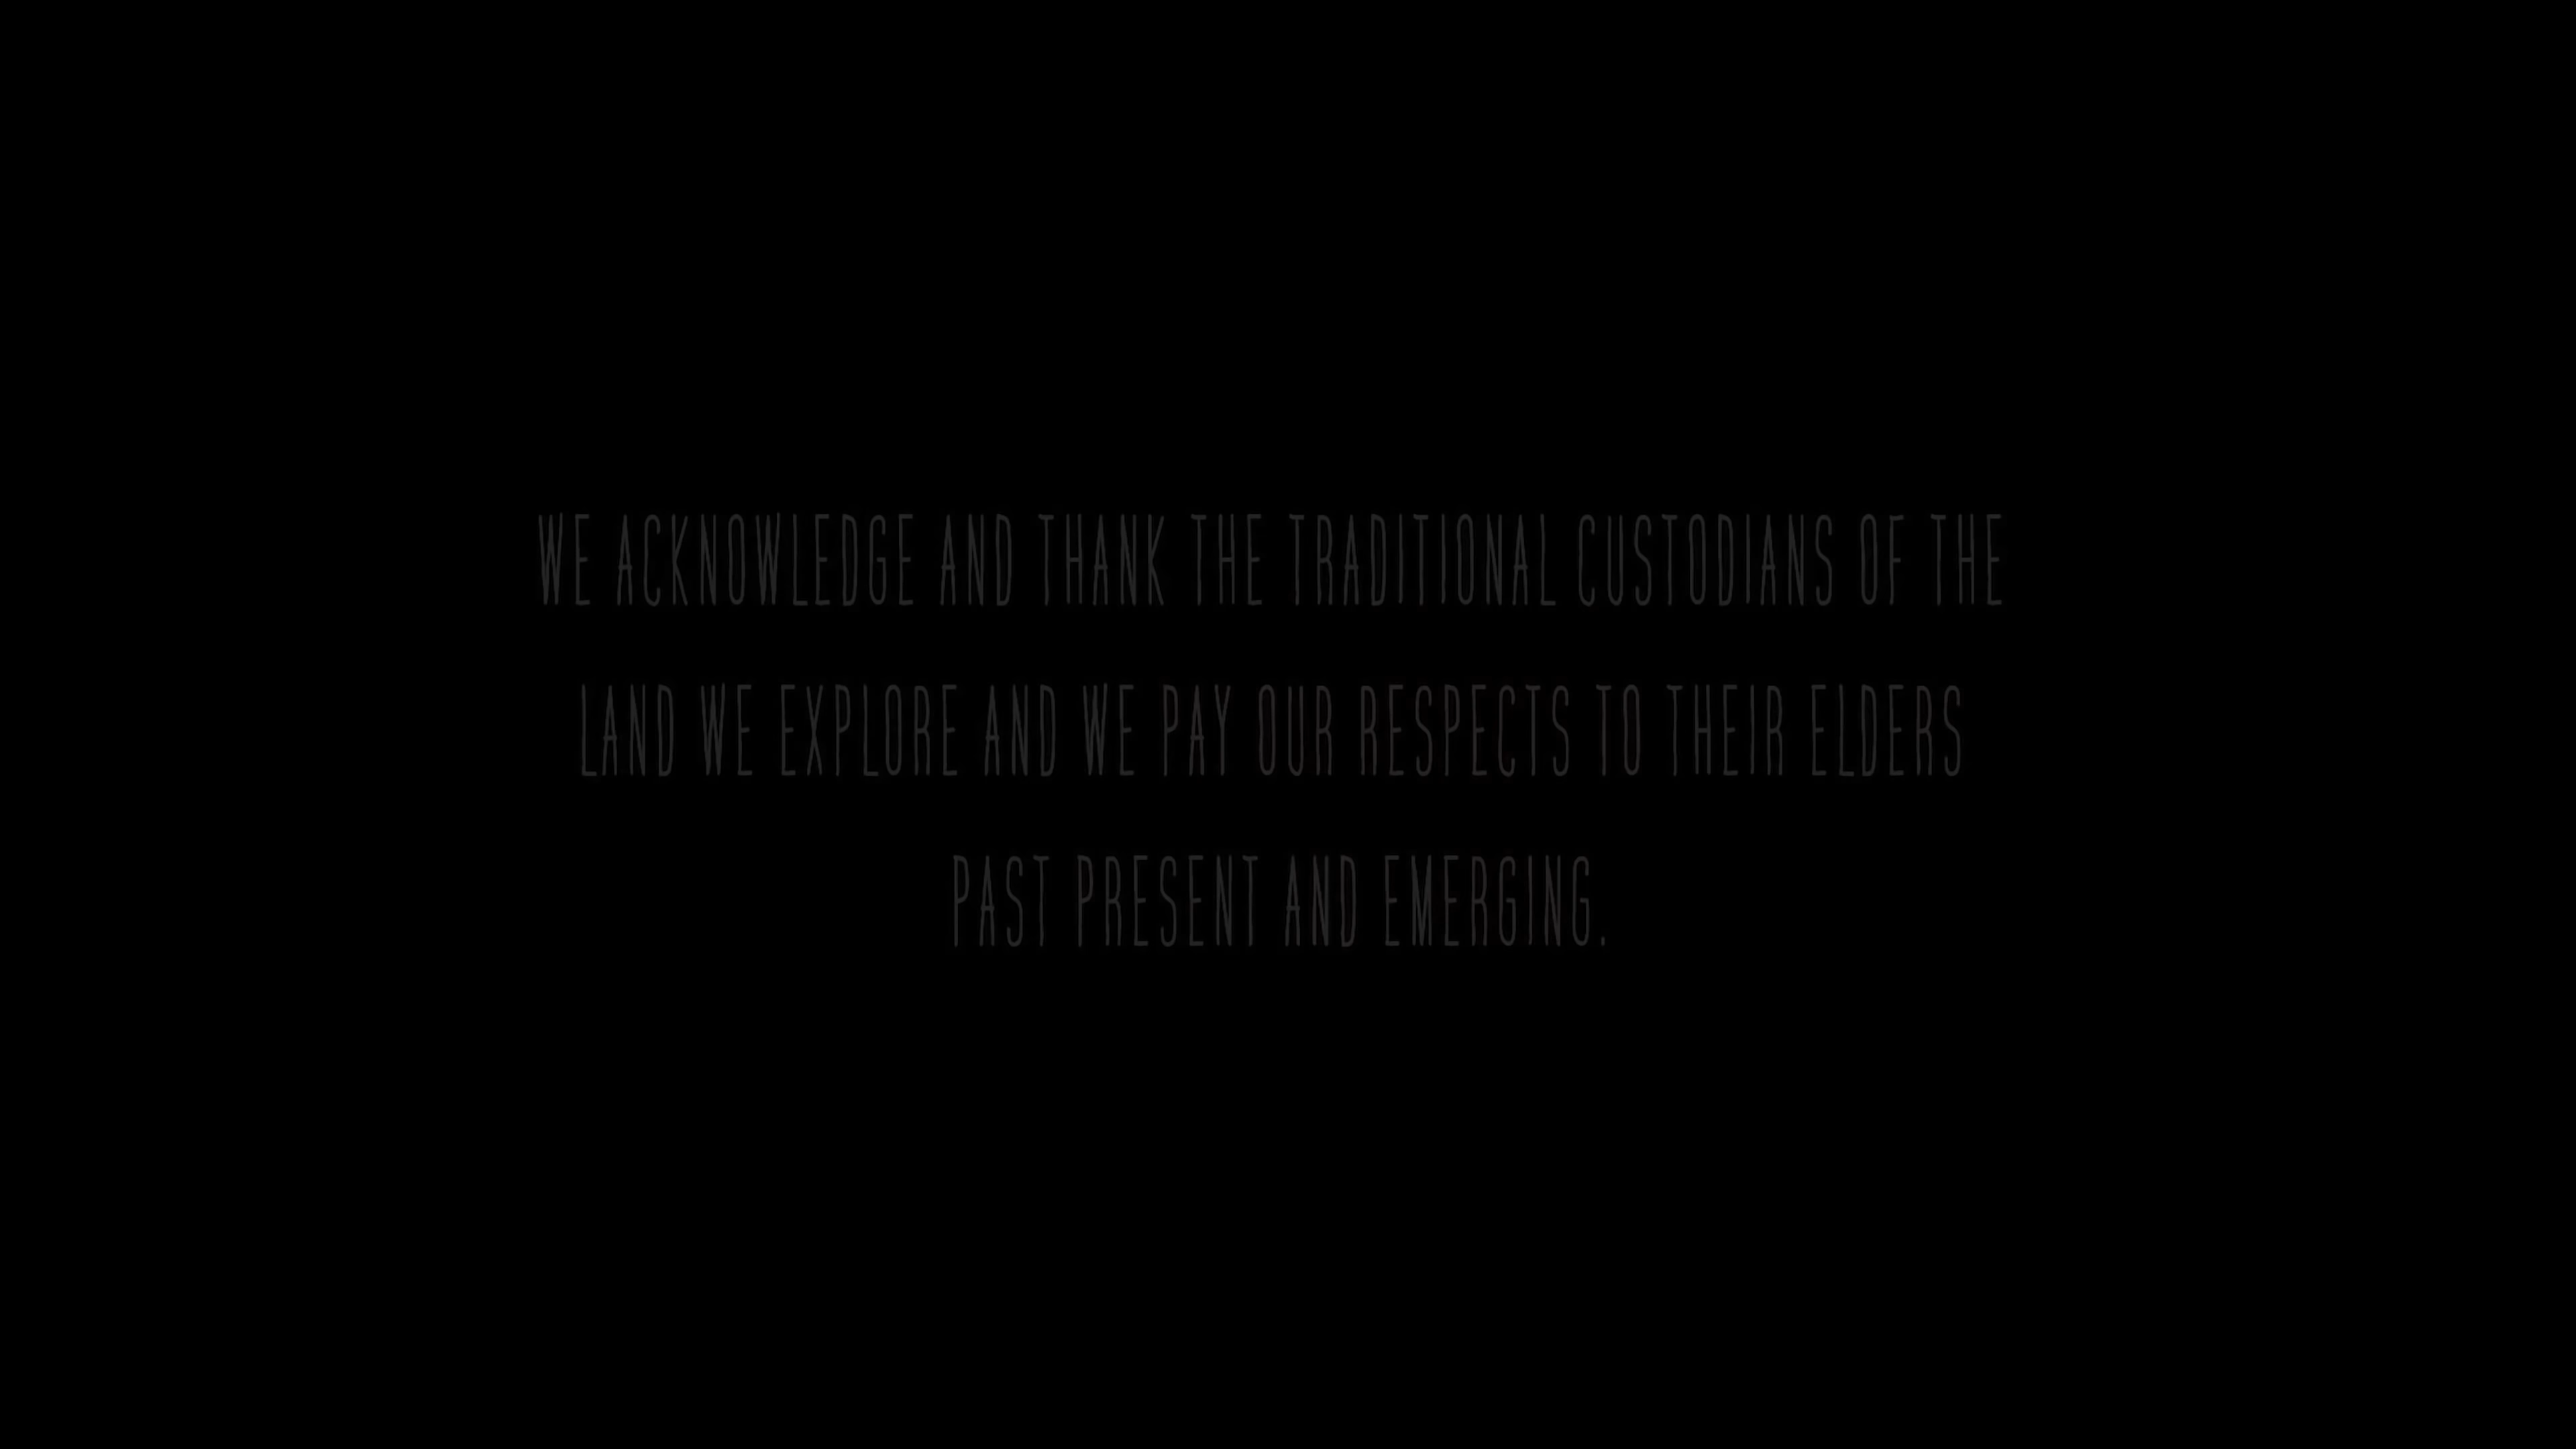 WE ACKNOWLEDGE AND THANK THE TRADITIONAL CUSTODIANS OF THE
LAND WE EXPLORE AND WE PAY OUR RESPECTS TO THEIR ELDERS
PAST PRESENT AND EMERGING.